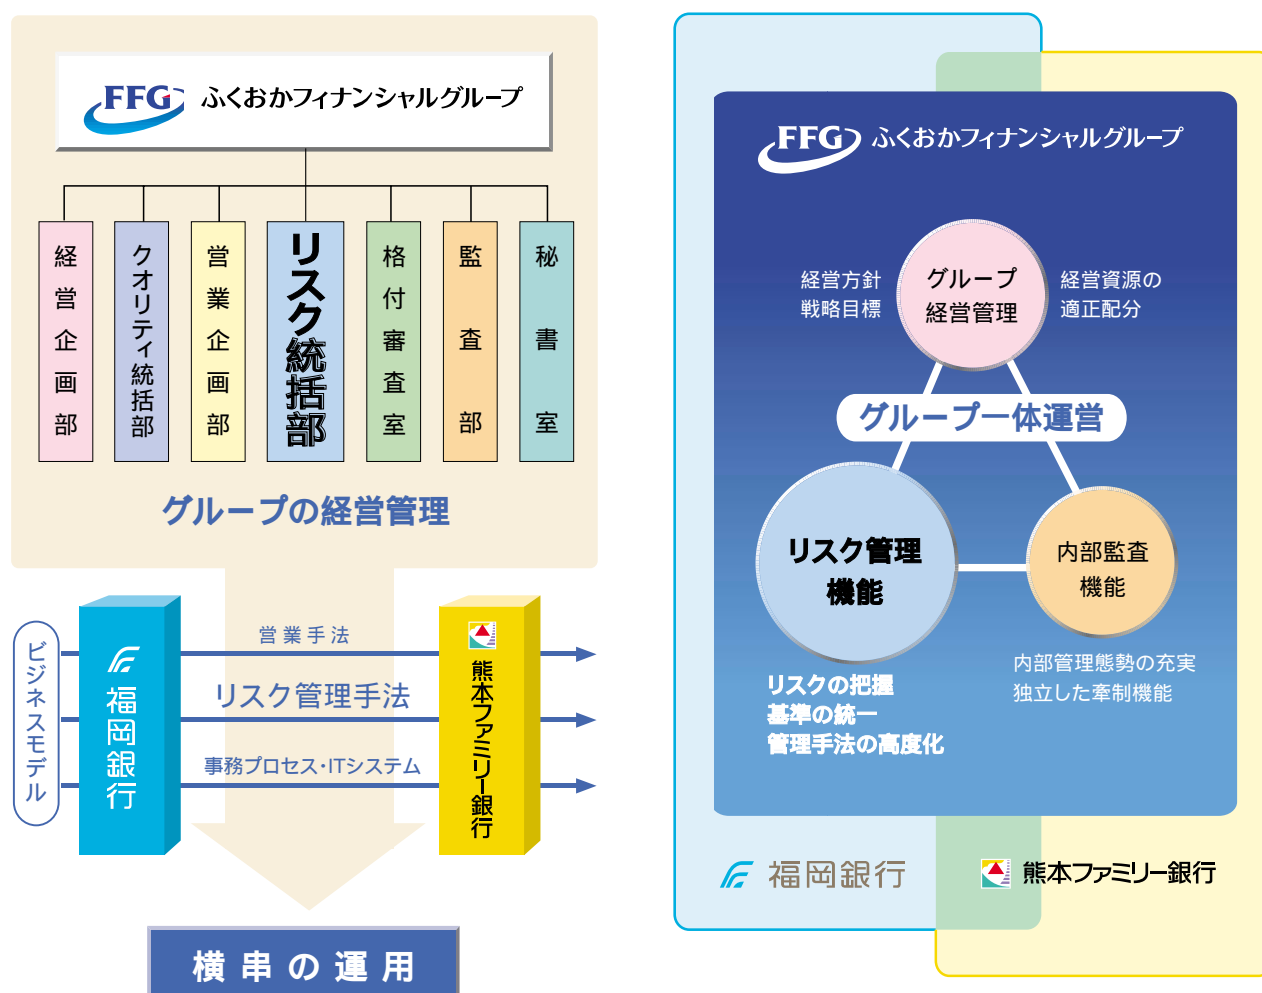 FFG ふくおかフィナンシャルグループ
経営企画部
クオリティ統括部
営業企画部
リスク統括部
格付審査室
監査部
秘書室
グループの経営管理
ビジネスモデル
福岡銀行
営業手法
リスク管理手法
事務プロセス・ITシステム
熊本ファミリー銀行
横串の運用
FFG ふくおかフィナンシャルグループ
経営方針
戦略目標
グループ
経営管理
経営資源の
適正配分
グループ一体運営
リスク管理
機能
内部監査
機能
リスクの把握
基準の統一
管理手法の高度化
内部管理態勢の充実
独立した牽制機能
福岡銀行
熊本ファミリー銀行